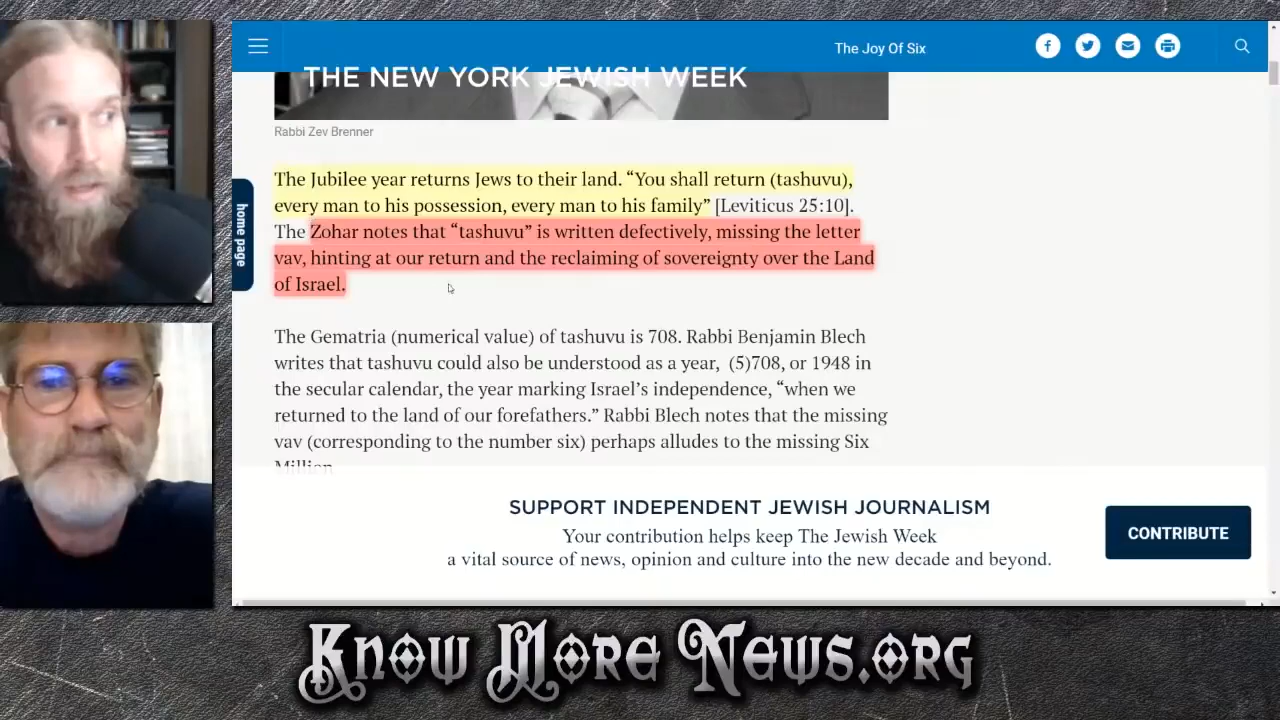 The Joy Of Six
THE NEW YORK JEWISH WEEK
Rabbi Zev Brenner
home page
The Jubilee year returns Jews to their land. “You shall return (tashuvu),
every man to his possession, every man to his family” [Leviticus 25:10].
The Zohar notes that “tashuvu” is written defectively, missing the letter
vav, hinting at our return and the reclaiming of sovereignty over the Land
of Israel.
The Gematria (numerical value) of tashuvu is 708. Rabbi Benjamin Blech
writes that tashuvu could also be understood as a year, (5)708, or 1948 in
the secular calendar, the year marking Israel’s independence, “when we
returned to the land of our forefathers.” Rabbi Blech notes that the missing
vav (corresponding to the number six) perhaps alludes to the missing Six
Million
SUPPORT INDEPENDENT JEWISH JOURNALISM
Your contribution helps keep The Jewish Week
a vital source of news, opinion and culture into the new decade and beyond.
CONTRIBUTE
Know More News.org